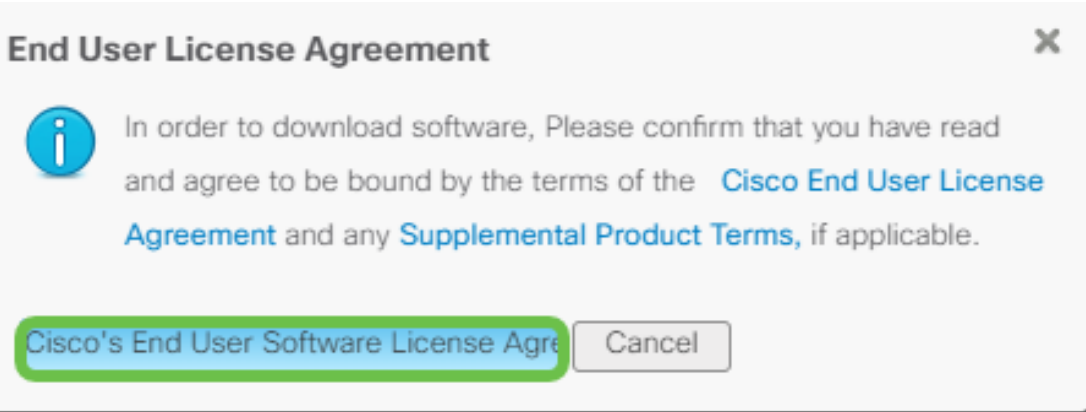 End User License Agreement
In order to download software, Please confirm that you have read
and agree to be bound by the terms of the Cisco End User License
Agreement and any Supplemental Product Terms, if applicable.
Cisco's End User Software License Agre Cancel